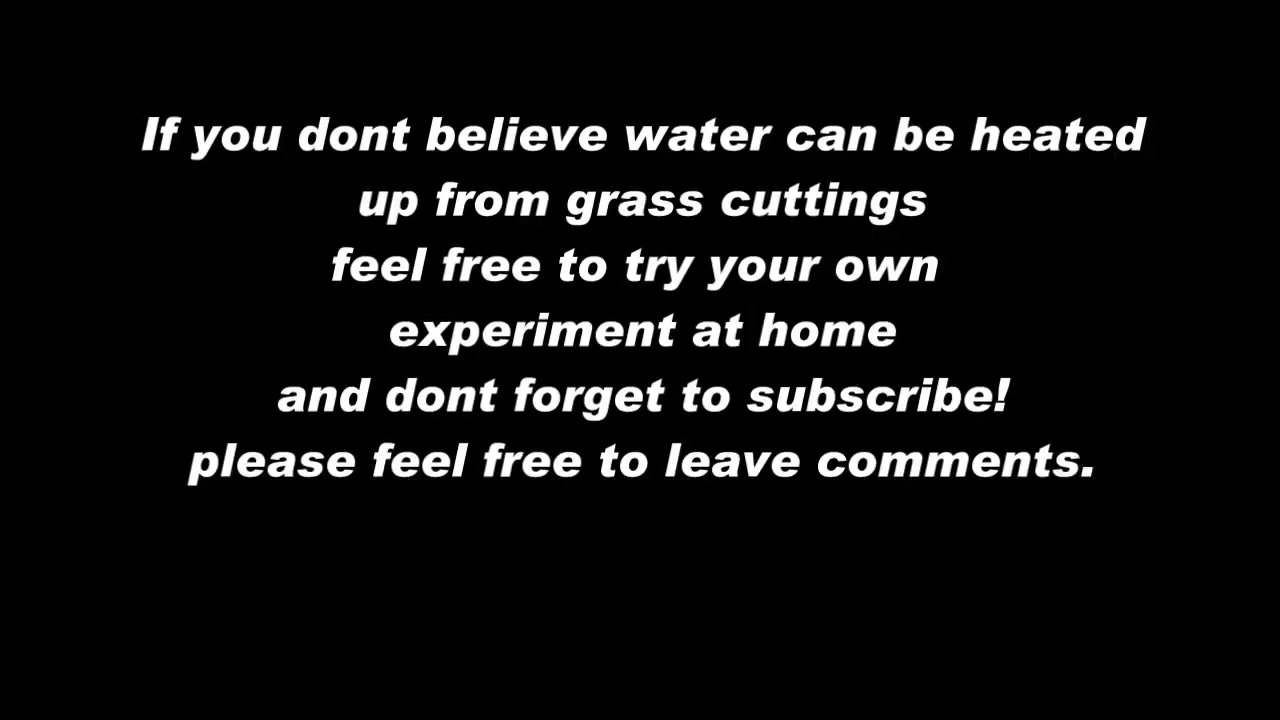 If you dont believe water can be heated
up from grass cuttings
feel free to try your own
experiment at home
and dont forget to subscribe!
please feel free to leave comments.